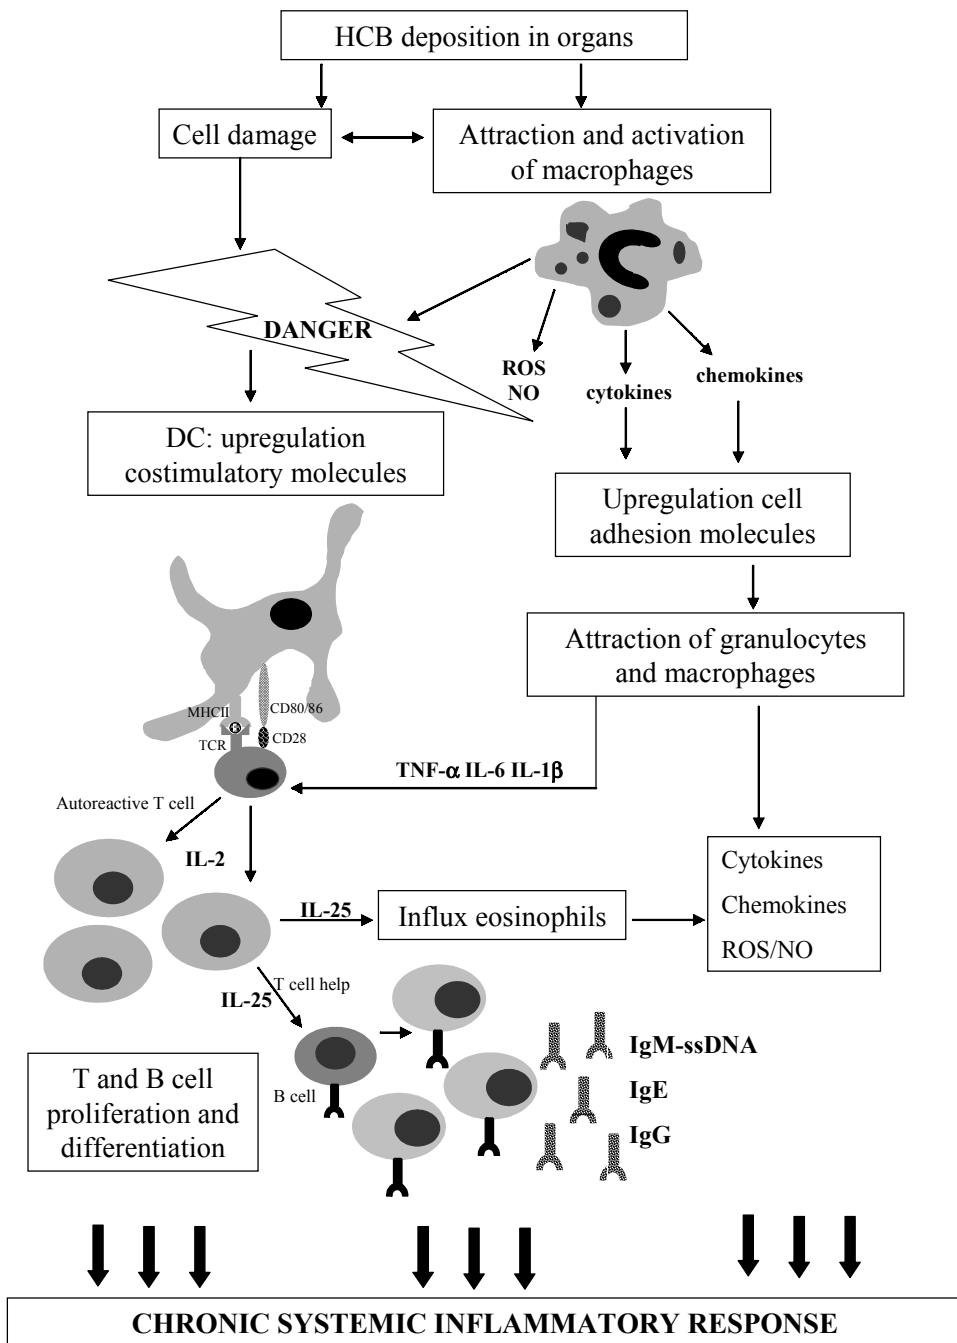 HCB deposition in organs
Cell damage
Attraction and activation
of macrophages
DANGER
ROS
NO
cytokines
chemokines
DC: upregulation
costimulatory molecules
Upregulation cell
adhesion molecules
Attraction of granulocytes
and macrophages
MHCII
CD80/86
TCR
CD28
TNF-α IL-6 IL-1β
Autoreactive T cell
IL-2
IL-25
Influx eosinophils
Cytokines
Chemokines
ROS/NO
T cell help
IL-25
B cell
IgM-ssDNA
IgE
IgG
T and B cell
proliferation and
differentiation
CHRONIC SYSTEMIC INFLAMMATORY RESPONSE